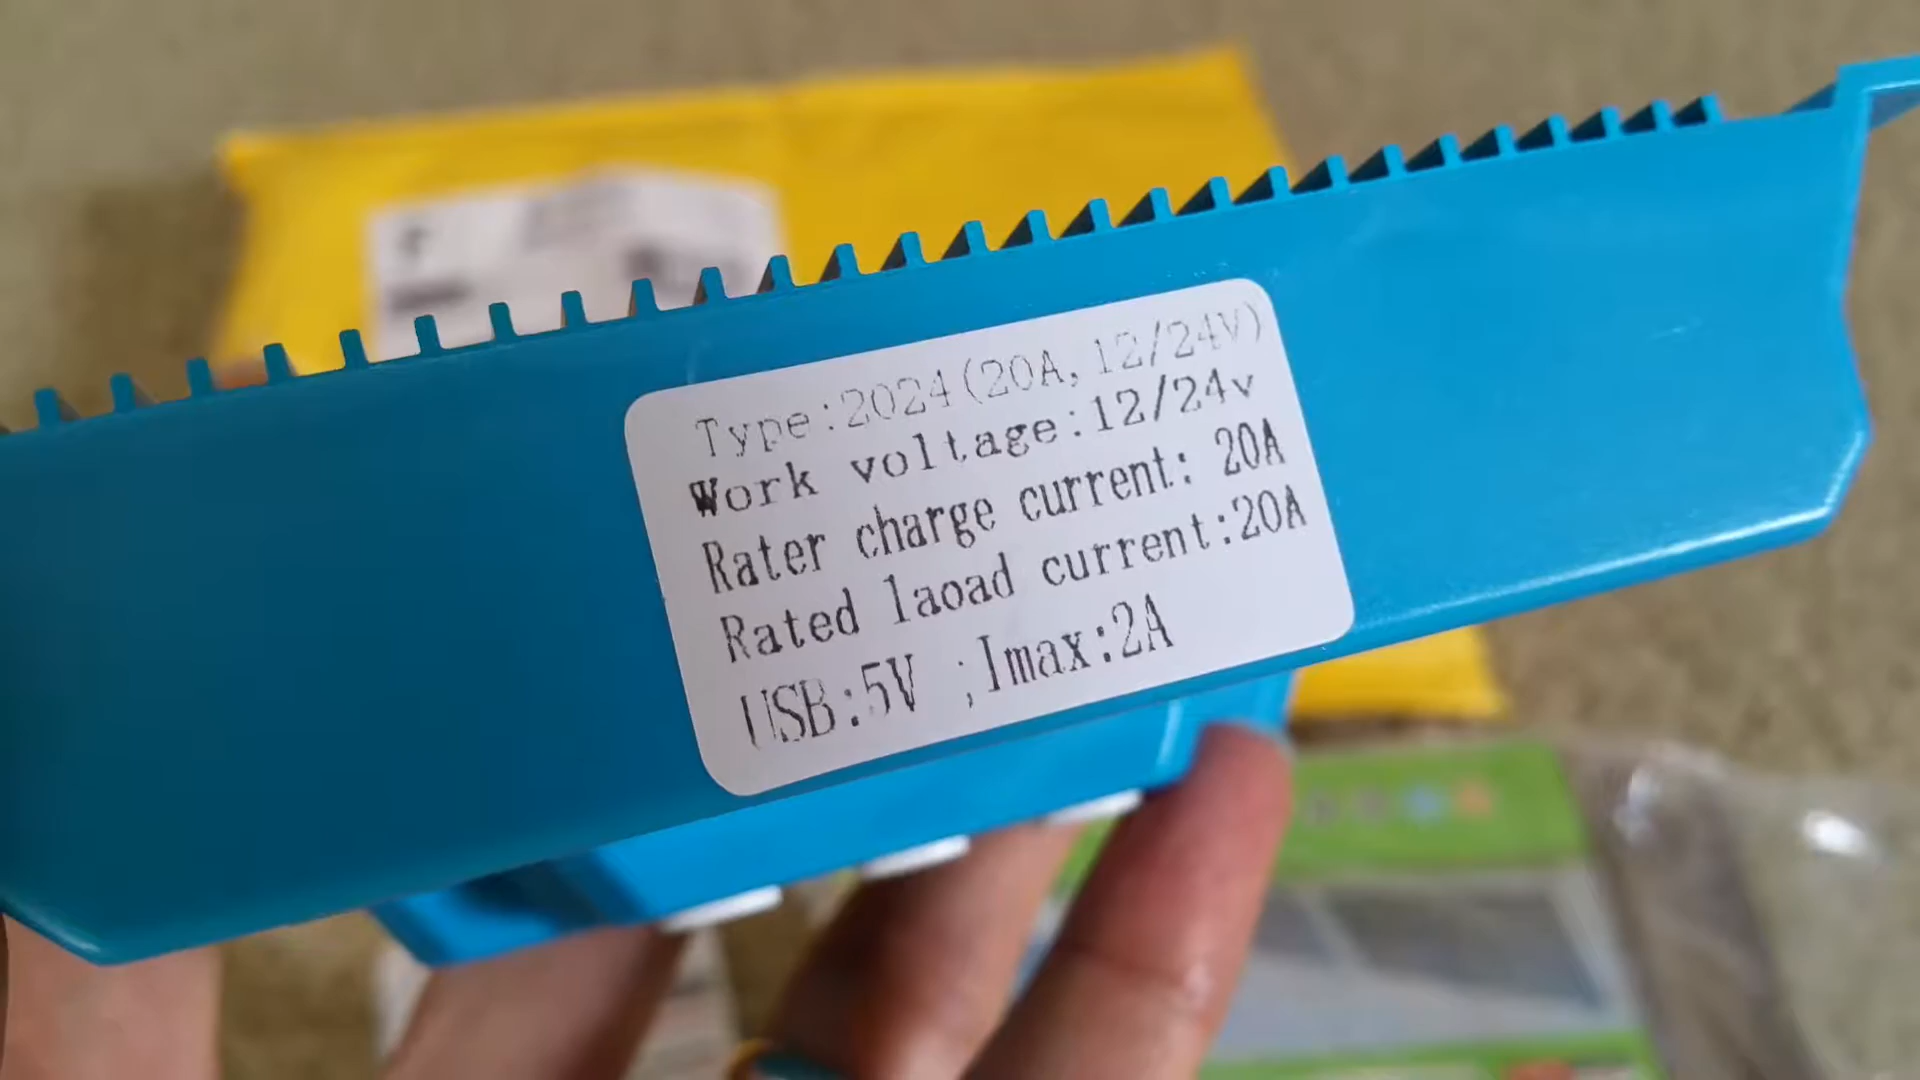 Type:2024(20A, 12/24V)
Work voltage:12/24v
Rater charge current: 20A
Rated laoad current:20A
USB:5V ;Imax:2A